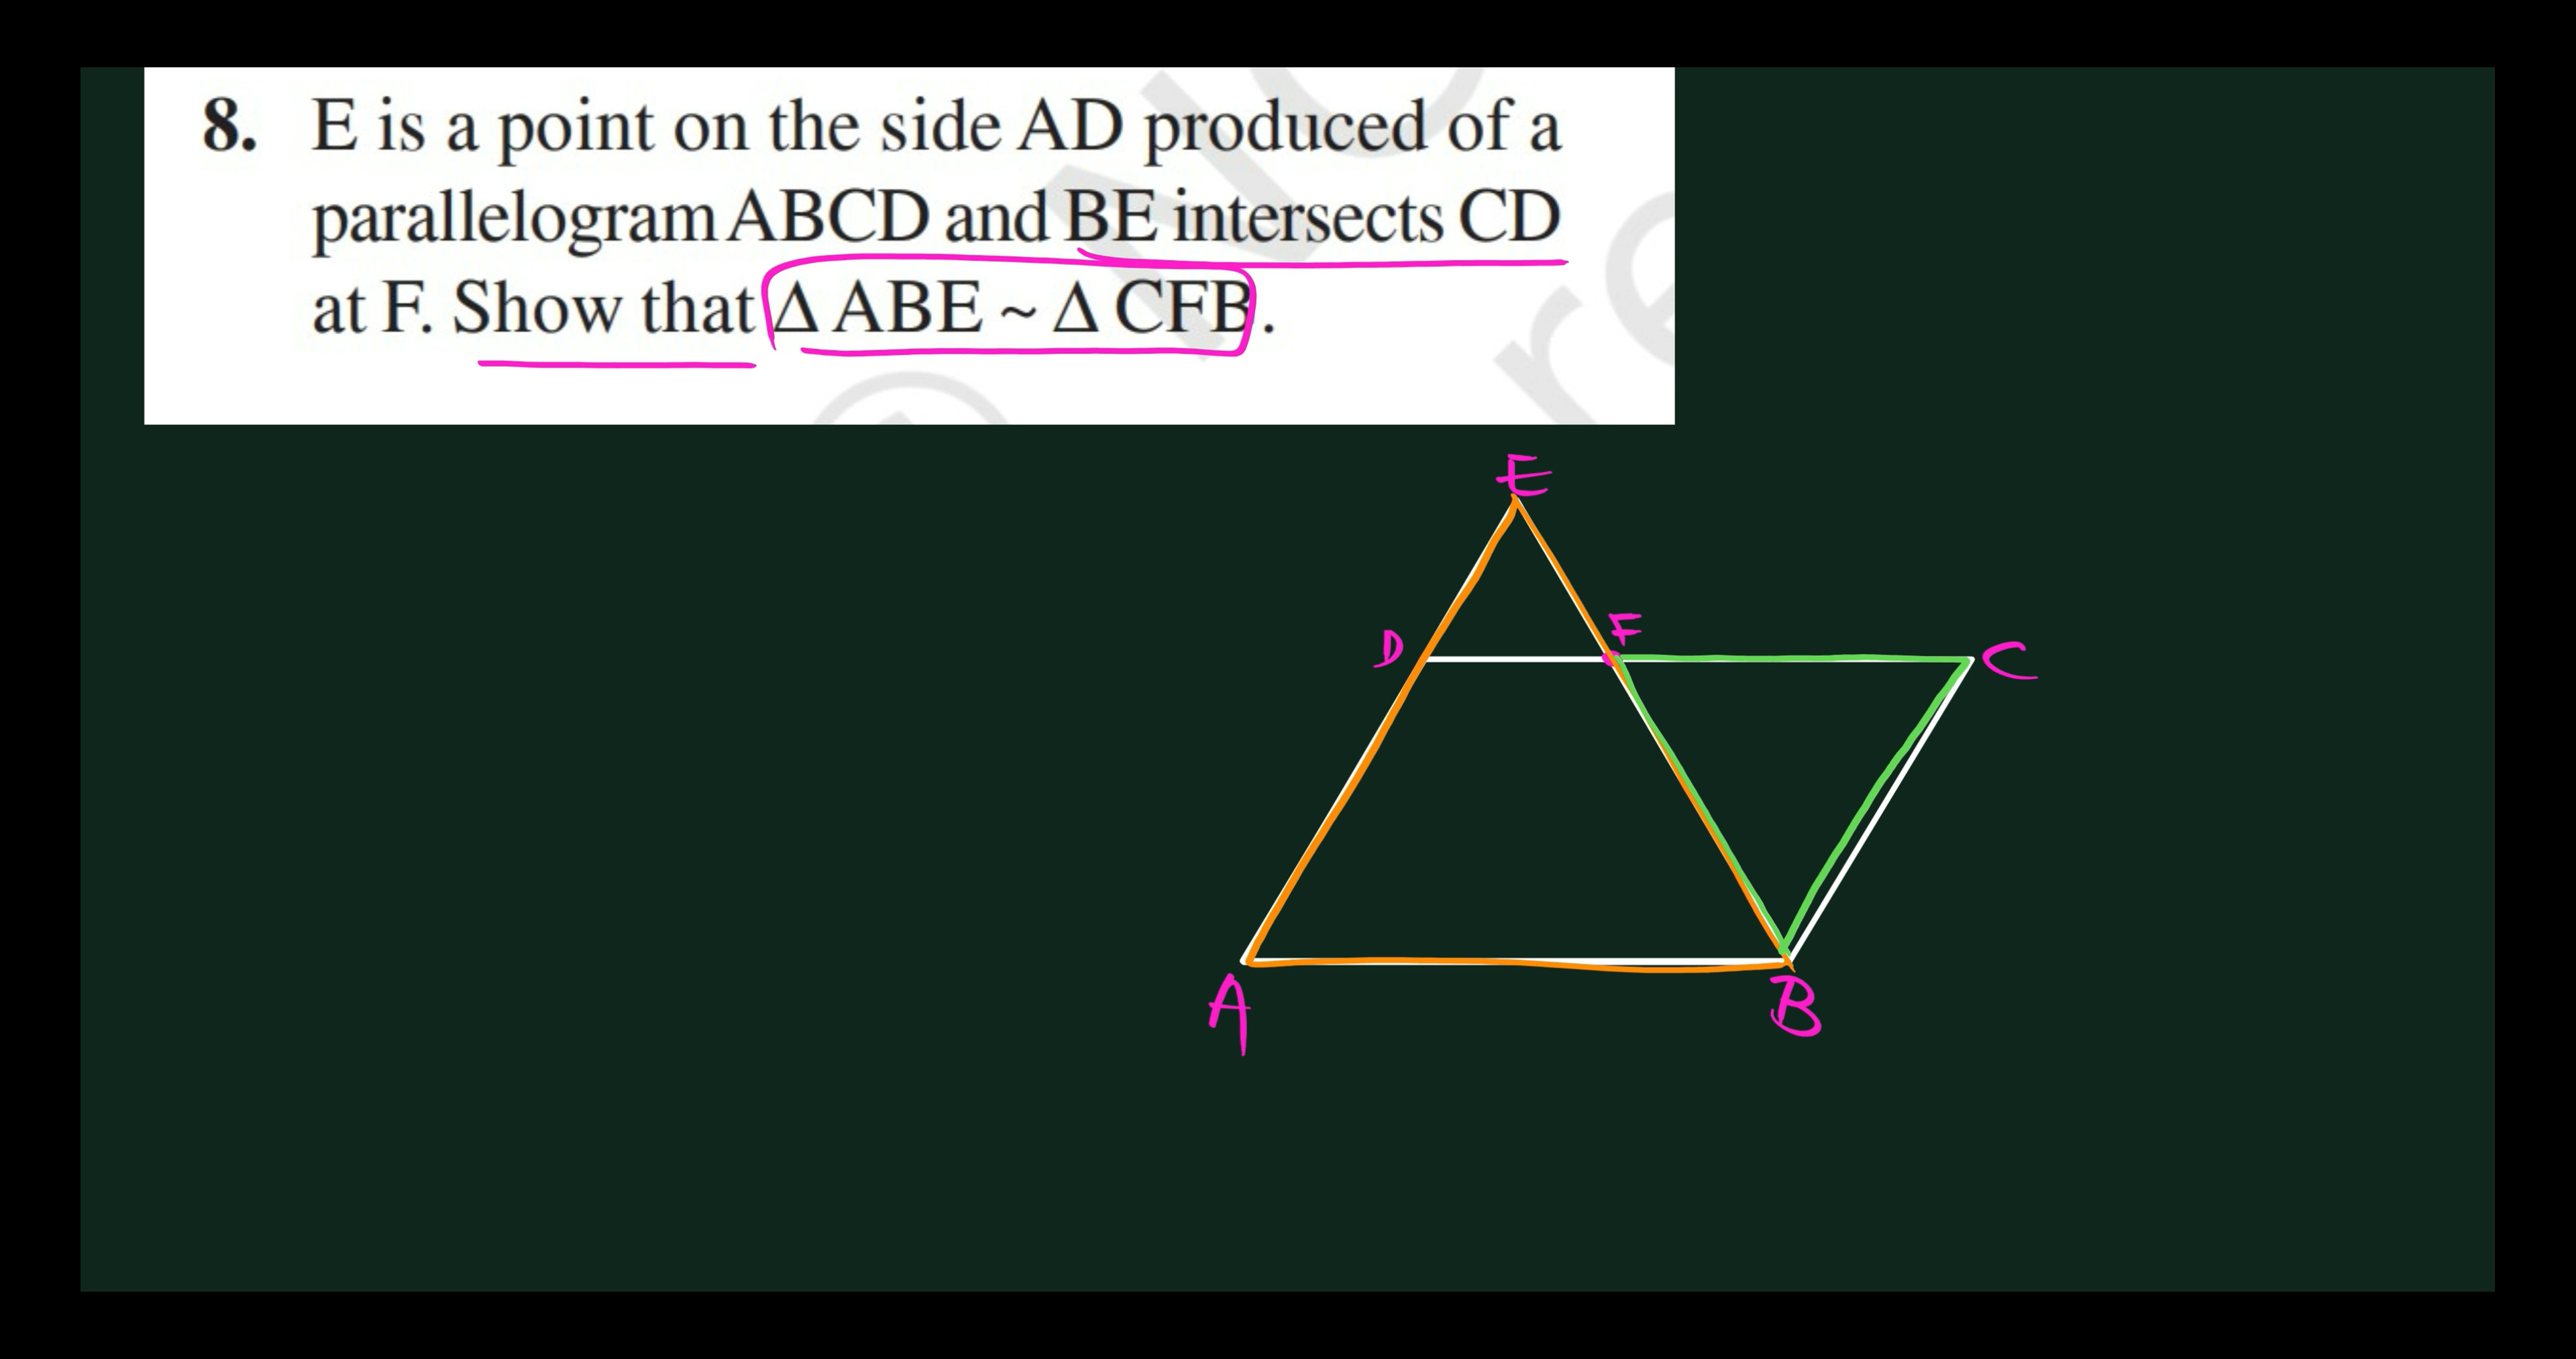 8. E is a point on the side AD produced of a
parallelogram ABCD and BE intersects CD
at F. Show that Δ ABE ~ Δ CFB.
E
F
D
C
A
B